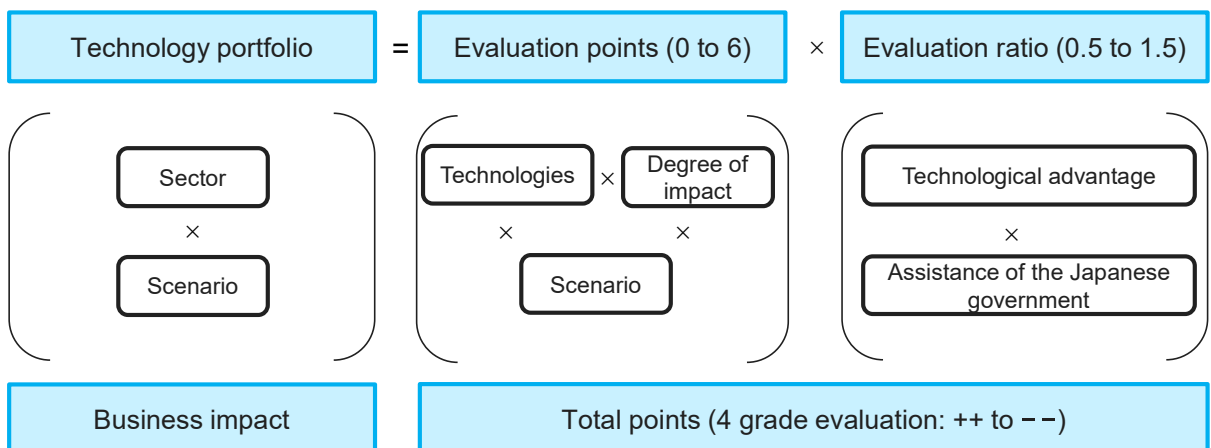 Technology portfolio = Evaluation points (0 to 6) × Evaluation ratio (0.5 to 1.5)
Sector
×
Scenario
Technologies × Degree of
impact
× ×
Scenario
Technological advantage
×
Assistance of the Japanese
government
Business impact
Total points (4 grade evaluation: ++ to −−)